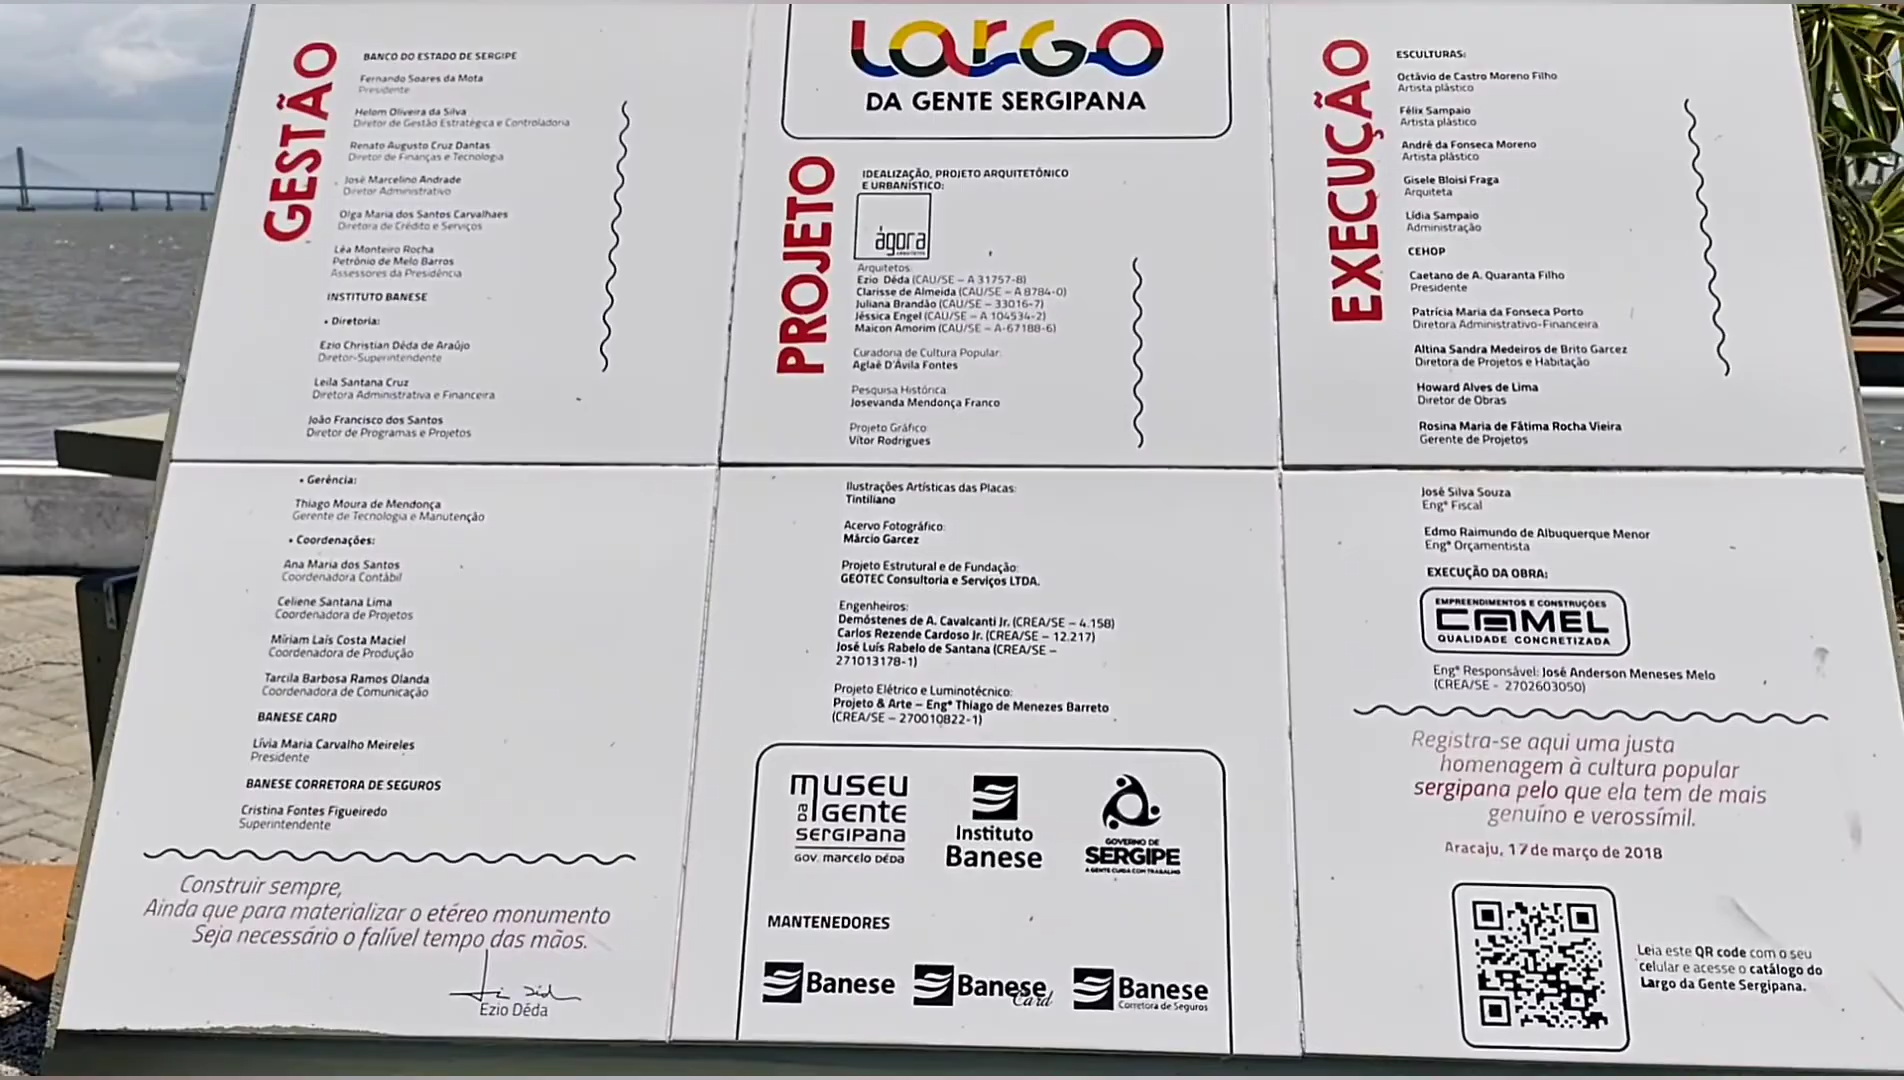 GESTÃO
BANCO DO ESTADO DE SERGIPE
Fernando Soares da Mota
Presidente
Helom Oliveira da Silva
Diretor de Gestão Estratégica e Controladoria
Renato Augusto Cruz Dantas
Diretor de Finanças e Tecnologia
José Marcelino Andrade
Diretor Administrativo
Olga Maria dos Santos Carvalhaes
Diretora de Crédito e Serviços
Léa Monteiro Rocha
Petrônio de Melo Barros
Assessores da Presidência
INSTITUTO BANESE
• Diretoria:
Ezio Christian Déda de Araújo
Diretor-Superintendente
Leila Santana Cruz
Diretora Administrativa e Financeira
João Francisco dos Santos
Diretor de Programas e Projetos
• Gerência:
Thiago Moura de Mendonça
Gerente de Tecnologia e Manutenção
• Coordenações:
Ana Maria dos Santos
Coordenadora Contábil
Celiene Santana Lima
Coordenadora de Projetos
Míriam Laís Costa Maciel
Coordenadora de Produção
Tarcila Barbosa Ramos Olanda
Coordenadora de Comunicação
BANESE CARD
Lívia Maria Carvalho Meireles
Presidente
BANESE CORRETORA DE SEGUROS
Cristina Fontes Figueiredo
Superintendente
Construir sempre,
Ainda que para materializar o etéreo monumento
Seja necessário o falível tempo das mãos.
Ezio Déda
LARGO
DA GENTE SERGIPANA
PROJETO
IDEALIZAÇÃO, PROJETO ARQUITETÔNICO
E URBANÍSTICO:
ágora
Arquitetos:
Ezio Déda (CAU/SE – A 31757-8)
Clarisse de Almeida (CAU/SE – A 8784-0)
Juliana Brandão (CAU/SE – 33016-7)
Jéssica Engel (CAU/SE – A 104534-2)
Maicon Amorim (CAU/SE – A-67188-6)
Curadoria de Cultura Popular:
Aglaé D'Ávila Fontes
Pesquisa Histórica:
Josevanda Mendonça Franco
Projeto Gráfico:
Vítor Rodrigues
Ilustrações Artísticas das Placas:
Tintiliano
Acervo Fotográfico:
Márcio Garcez
Projeto Estrutural e de Fundação:
GEOTEC Consultoria e Serviços LTDA.
Engenheiros:
Demóstenes de A. Cavalcanti Jr. (CREA/SE – 4.158)
Carlos Rezende Cardoso Jr. (CREA/SE – 12.217)
José Luís Rabelo de Santana (CREA/SE –
271013178-1)
Projeto Elétrico e Luminotécnico:
Projeto & Arte – Engº Thiago de Menezes Barreto
(CREA/SE – 270010822-1)
MUSEU
DA GENTE
SERGIPANA
GOV. MARCELO DÉDA
Instituto
Banese
GOVERNO DE
SERGIPE
A GENTE CUIDA COM TRABALHO
MANTENEDORES
Banese
Banese
Card
Banese
Corretora de Seguros
EXECUÇÃO
ESCULTURAS:
Octávio de Castro Moreno Filho
Artista plástico
Félix Sampaio
Artista plástico
André da Fonseca Moreno
Artista plástico
Gisele Bloisi Fraga
Arquiteta
Lídia Sampaio
Administração
CEHOP
Caetano de A. Quaranta Filho
Presidente
Patrícia Maria da Fonseca Porto
Diretora Administrativo-Financeira
Altina Sandra Medeiros de Brito Garcez
Diretora de Projetos e Habitação
Howard Alves de Lima
Diretor de Obras
Rosina Maria de Fátima Rocha Vieira
Gerente de Projetos
José Silva Souza
Engº Fiscal
Edmo Raimundo de Albuquerque Menor
Engº Orçamentista
EXECUÇÃO DA OBRA:
EMPREENDIMENTOS E CONSTRUÇÕES
CAMEL
QUALIDADE CONCRETIZADA
Engº Responsável: José Anderson Meneses Melo
(CREA/SE - 2702603050)
Registra-se aqui uma justa
homenagem à cultura popular
sergipana pelo que ela tem de mais
genuíno e verossímil.
Aracaju, 17 de março de 2018
Leia este QR code com o seu
celular e acesse o catálogo do
Largo da Gente Sergipana.